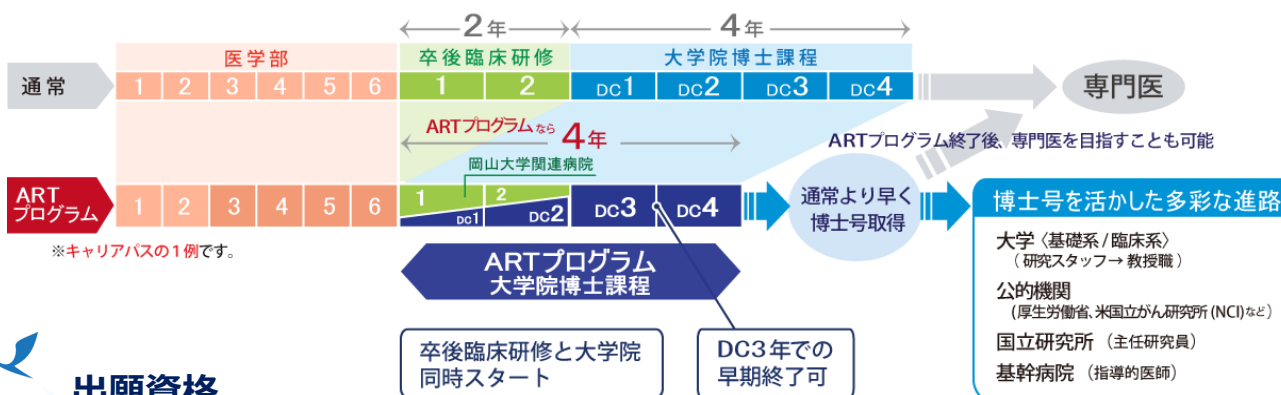 2年
4年
医学部
卒後臨床研修
大学院博士課程
通常
1 2 3 4 5 6 1 2 DC1 DC2 DC3 DC4
専門医
ARTプログラムなら 4年
ARTプログラム終了後、専門医を目指すことも可能
岡山大学関連病院
ART
プログラム
1 2 3 4 5 6 1 DC1 2 DC2 DC3 DC4
通常より早く
博士号取得
※キャリアパスの1例です。
ARTプログラム
大学院博士課程
卒後臨床研修と大学院
同時スタート
DC3年での
早期終了可
博士号を活かした多彩な進路
大学〈基礎系/臨床系〉
(研究スタッフ→教授職)
公的機関
(厚生労働省、米国立がん研究所(NCI)など)
国立研究所 (主任研究員)
基幹病院 (指導的医師)
出願資格